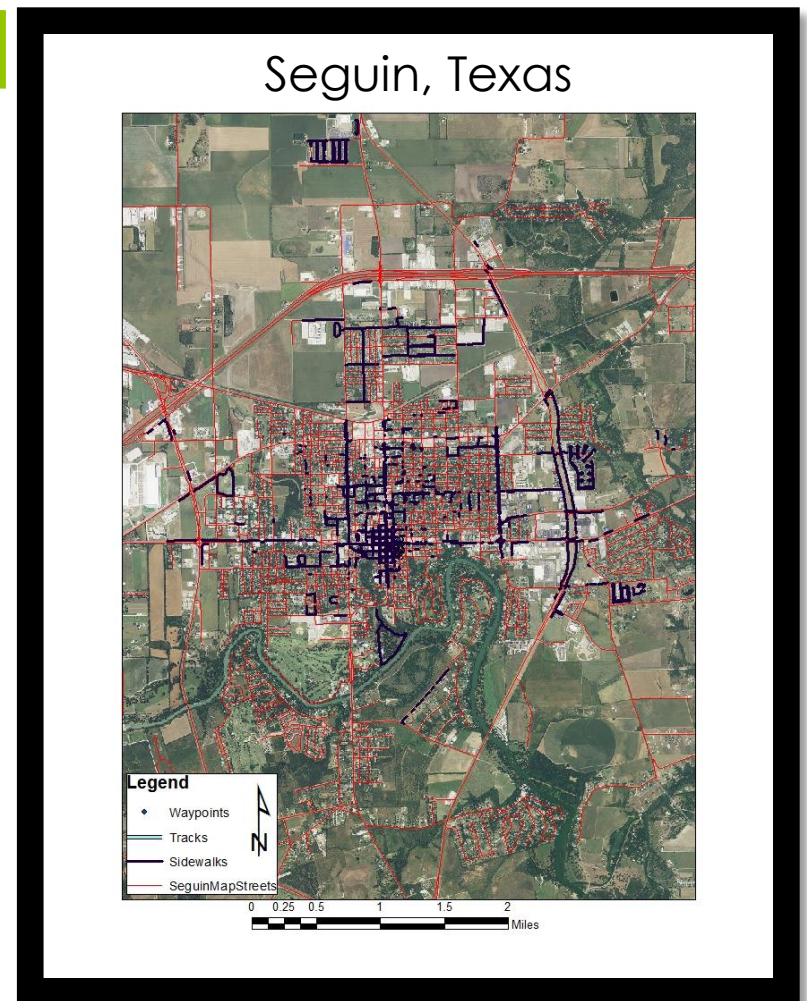 Seguin, Texas
Legend
Waypoints
Tracks
N
Sidewalks
SeguinMapStreets
0 0.25 0.5 1 1.5 2
Miles